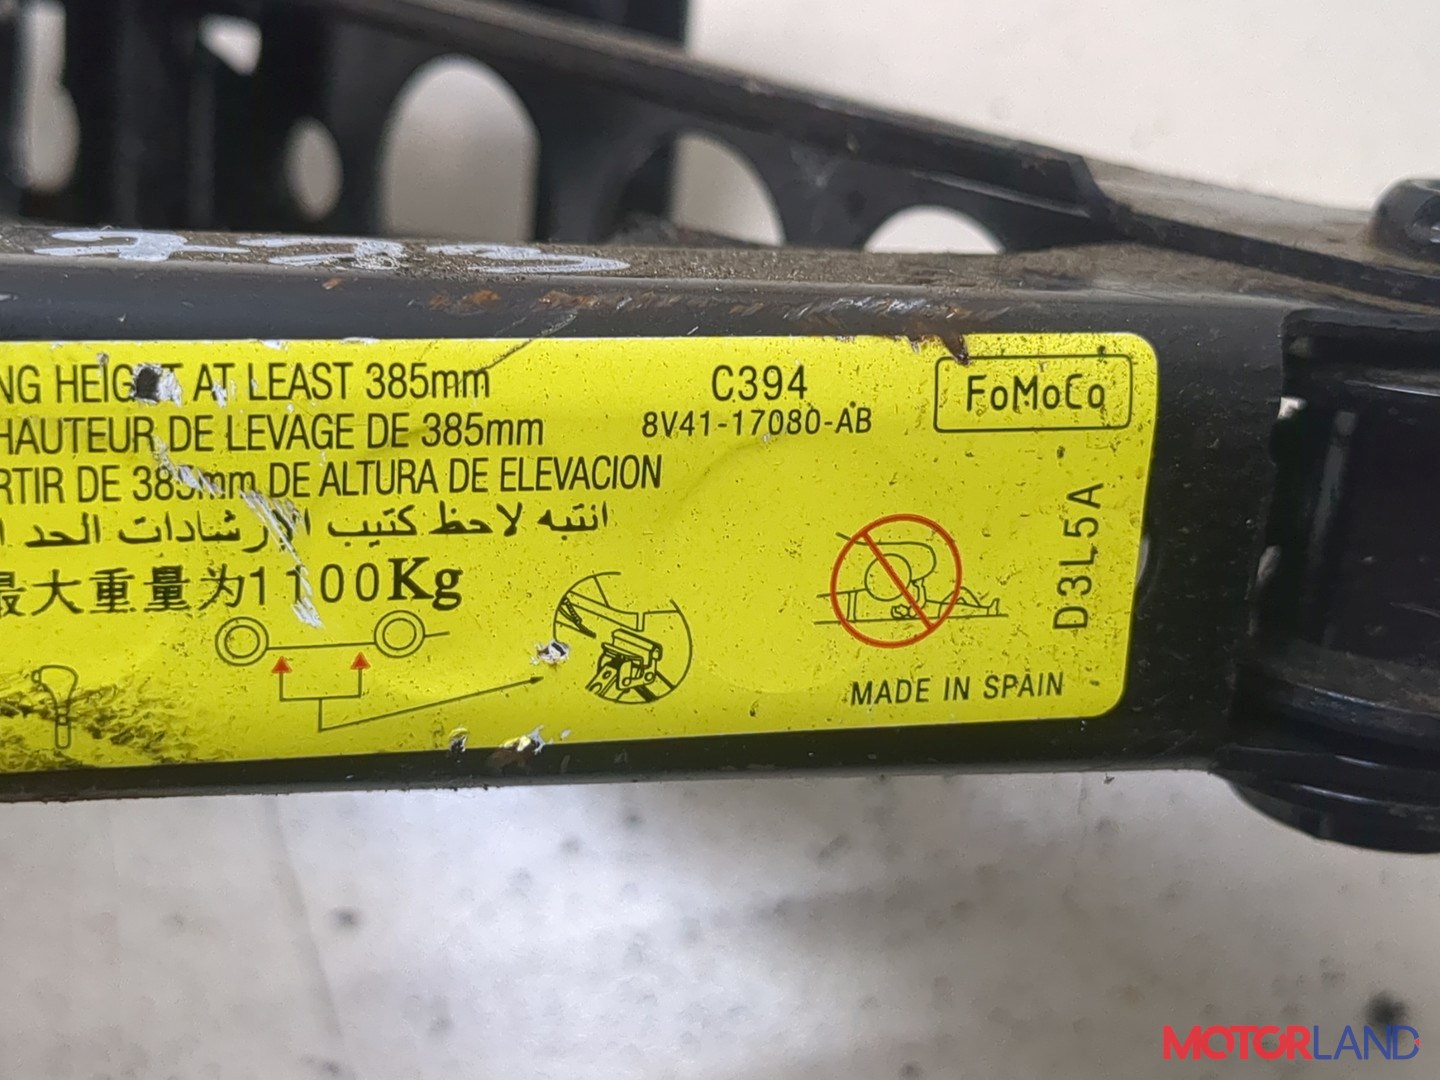 NG HEIGHT AT LEAST 385mm
HAUTEUR DE LEVAGE DE 385mm
RTIR DE 385mm DE ALTURA DE ELEVACION
انتبه لاحظ كتيب الإرشادات الحد ا
最大重量为1100Kg
C394
8V41-17080-AB
FoMoCo
D3L5A
MADE IN SPAIN
MOTORLAND